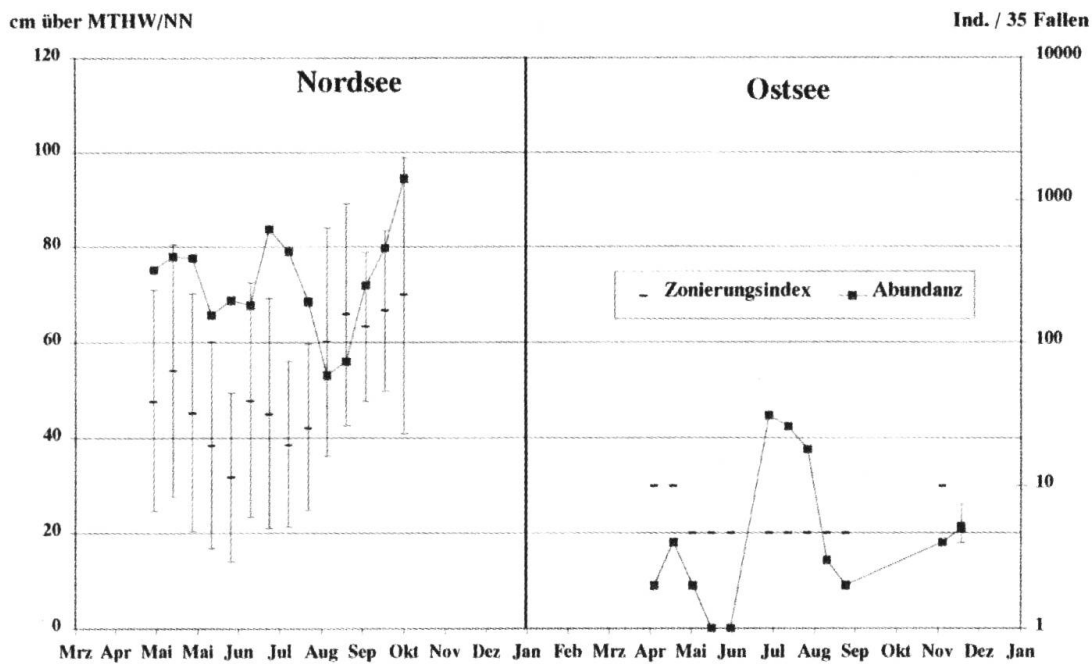 cm über MTHW/NN
Ind. / 35 Fallen
120
10000
Nordsee
Ostsee
100
1000
80
Zonierungsindex
Abundanz
60
100
40
10
20
0
1
Mrz Apr Mai Mai Jun Jul Aug Sep Okt Nov Dez Jan Feb Mrz Apr Mai Jun Jul Aug Sep Okt Nov Dez Jan